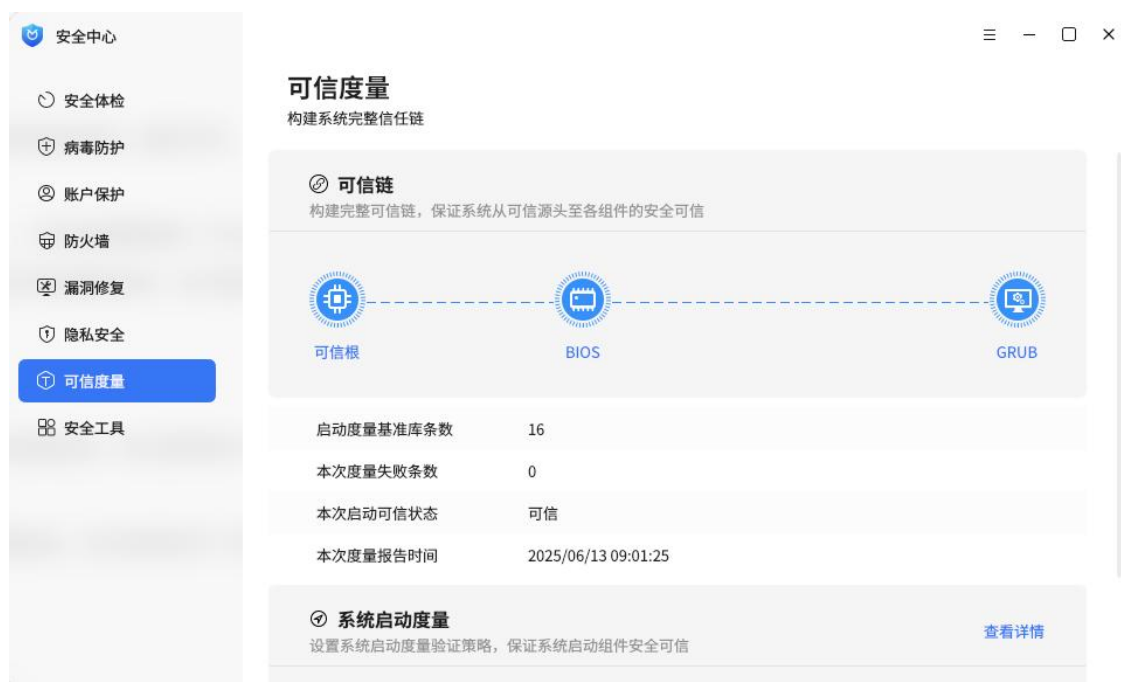 安全中心
安全体检
病毒防护
账户保护
防火墙
漏洞修复
隐私安全
可信度量
安全工具
可信度量
构建系统完整信任链
可信链
构建完整可信链，保证系统从可信源头至各组件的安全可信
可信根
BIOS
GRUB
启动度量基准库条数 16
本次度量失败条数 0
本次启动可信状态 可信
本次度量报告时间 2025/06/13 09:01:25
系统启动度量
设置系统启动度量验证策略，保证系统启动组件安全可信
查看详情